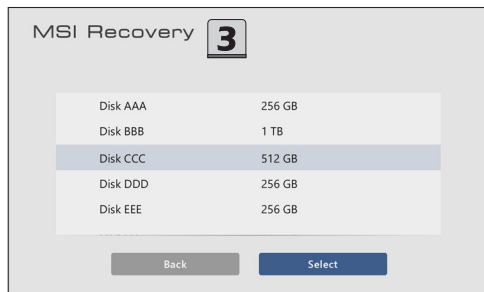 MSI Recovery 3
Disk AAA 256 GB
Disk BBB 1 TB
Disk CCC 512 GB
Disk DDD 256 GB
Disk EEE 256 GB
Back Select